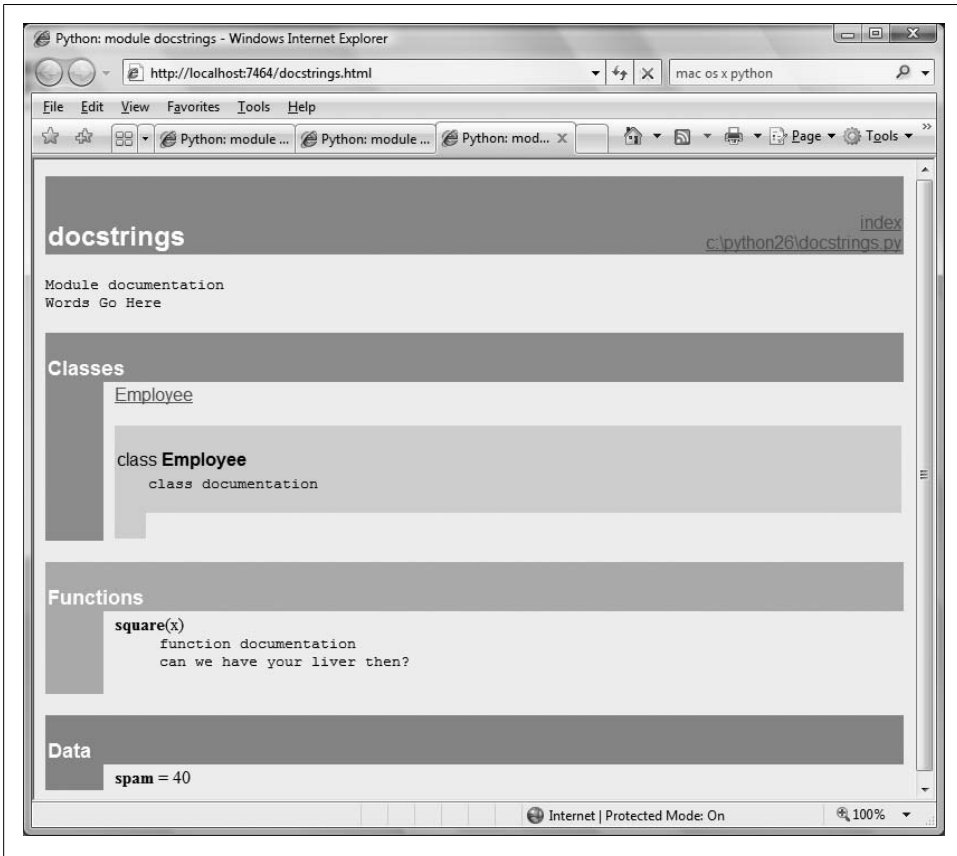 Python: module docstrings - Windows Internet Explorer
http://localhost:7464/docstrings.html
mac os x python
File Edit View Favorites Tools Help
Python: module ... Python: module ... Python: mod... Page Tools
docstrings
index
c:\python26\docstrings.py
Module documentation
Words Go Here
Classes
Employee
class Employee
class documentation
Functions
square(x)
function documentation
can we have your liver then?
Data
spam = 40
Internet | Protected Mode: On 100%